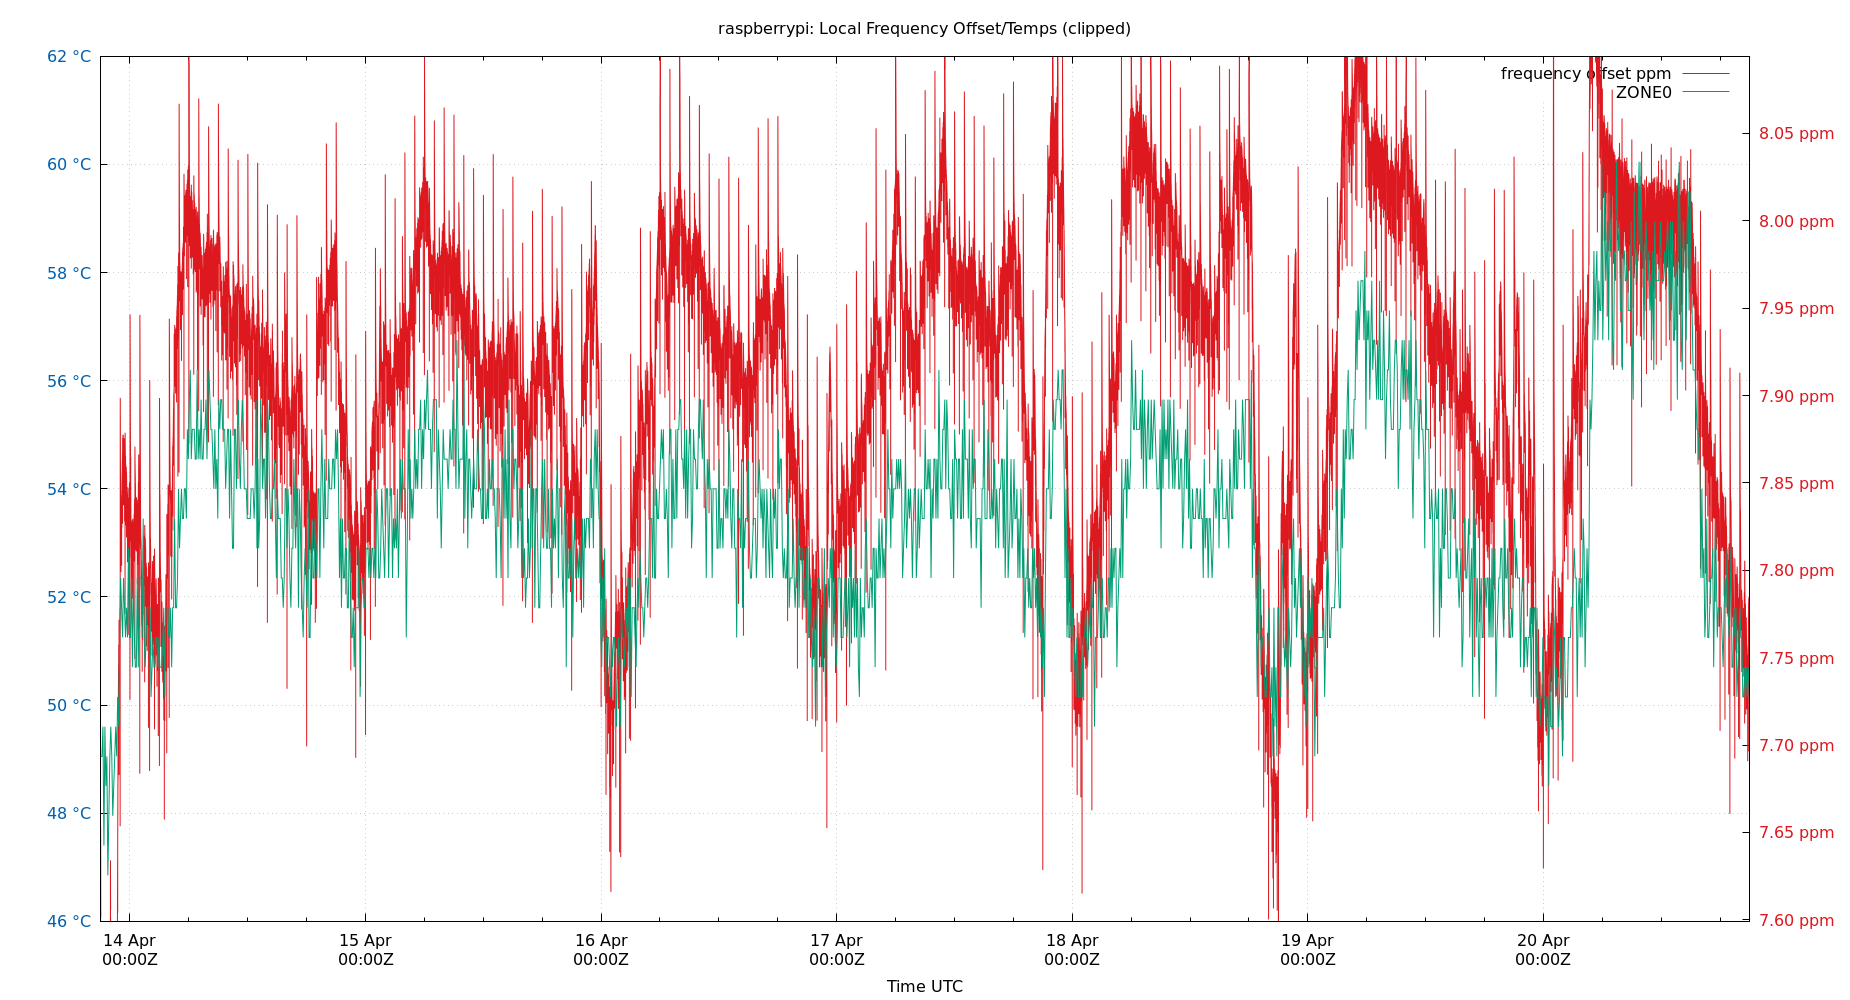 raspberrypi: Local Frequency Offset/Temps (clipped)
frequency offset ppm
ZONE0
62 °C
60 °C
58 °C
56 °C
54 °C
52 °C
50 °C
48 °C
46 °C
8.05 ppm
8.00 ppm
7.95 ppm
7.90 ppm
7.85 ppm
7.80 ppm
7.75 ppm
7.70 ppm
7.65 ppm
7.60 ppm
14 Apr
00:00Z
15 Apr
00:00Z
16 Apr
00:00Z
17 Apr
00:00Z
18 Apr
00:00Z
19 Apr
00:00Z
20 Apr
00:00Z
Time UTC